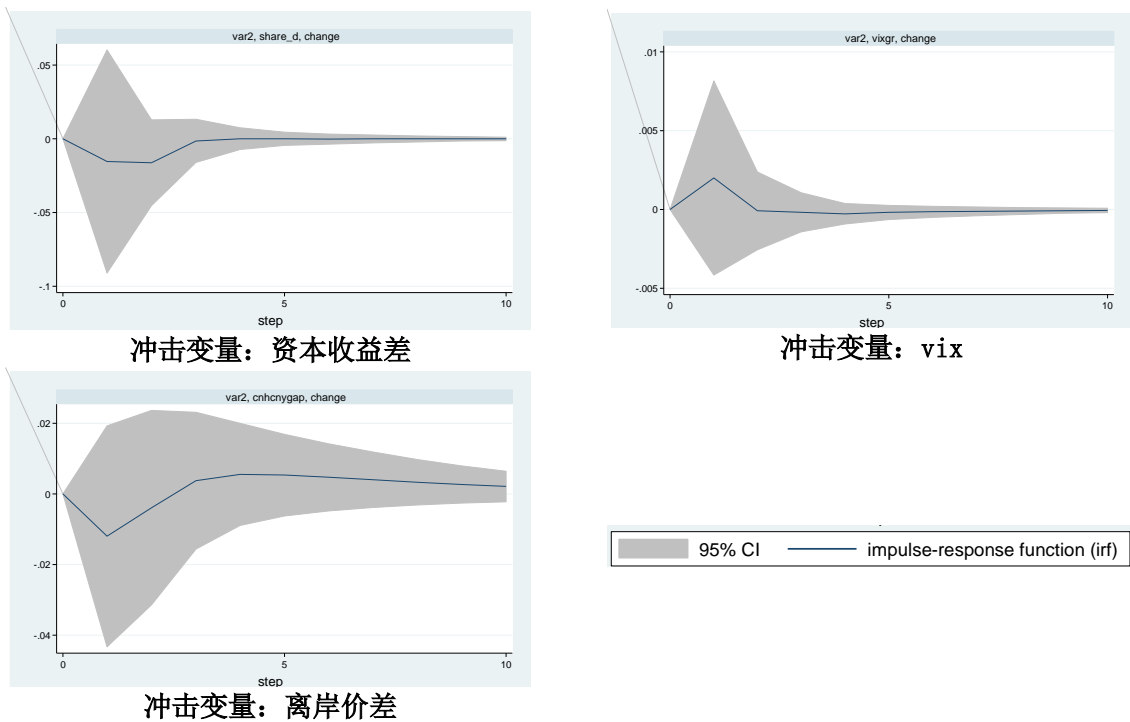 var2, share_d, change
.05
0
-.05
-.1
0 5 10
step
冲击变量：资本收益差
var2, vixgr, change
.01
.005
0
-.005
0 5 10
step
冲击变量：vix
var2, cnhcnygap, change
.02
0
-.02
-.04
0 5 10
step
冲击变量：离岸价差
95% CI impulse-response function (irf)